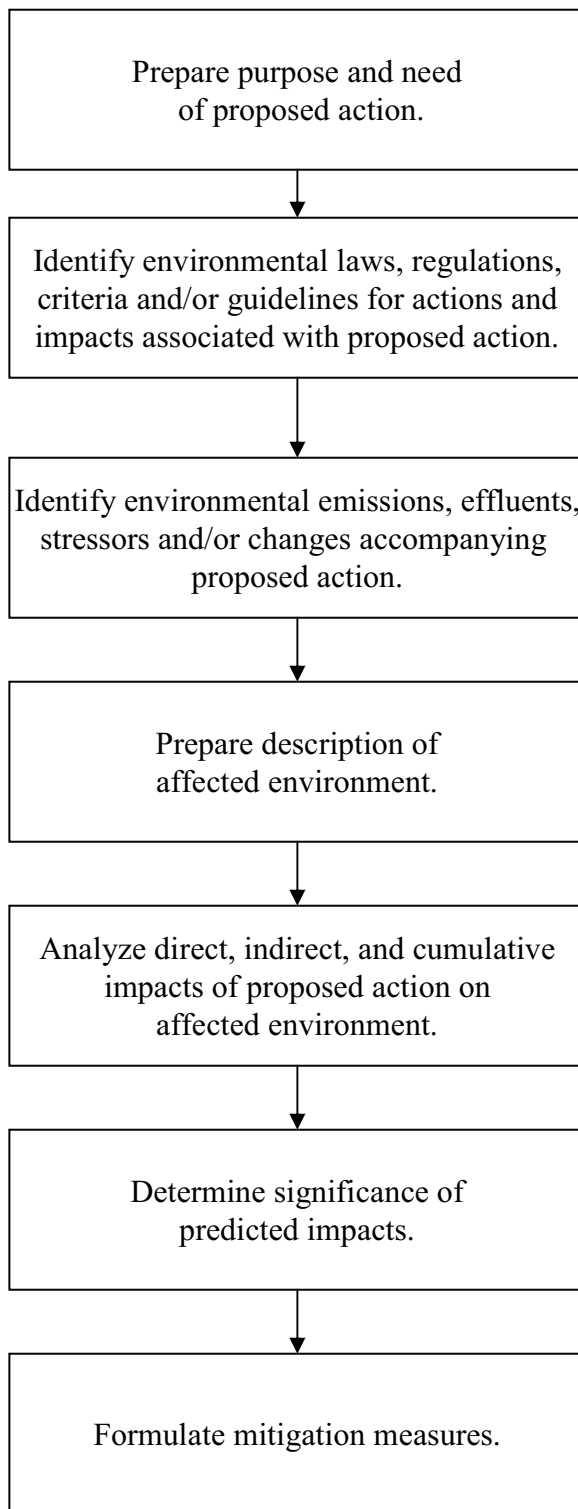 Prepare purpose and need
of proposed action.
Identify environmental laws, regulations,
criteria and/or guidelines for actions and
impacts associated with proposed action.
Identify environmental emissions, effluents,
stressors and/or changes accompanying
proposed action.
Prepare description of
affected environment.
Analyze direct, indirect, and cumulative
impacts of proposed action on
affected environment.
Determine significance of
predicted impacts.
Formulate mitigation measures.